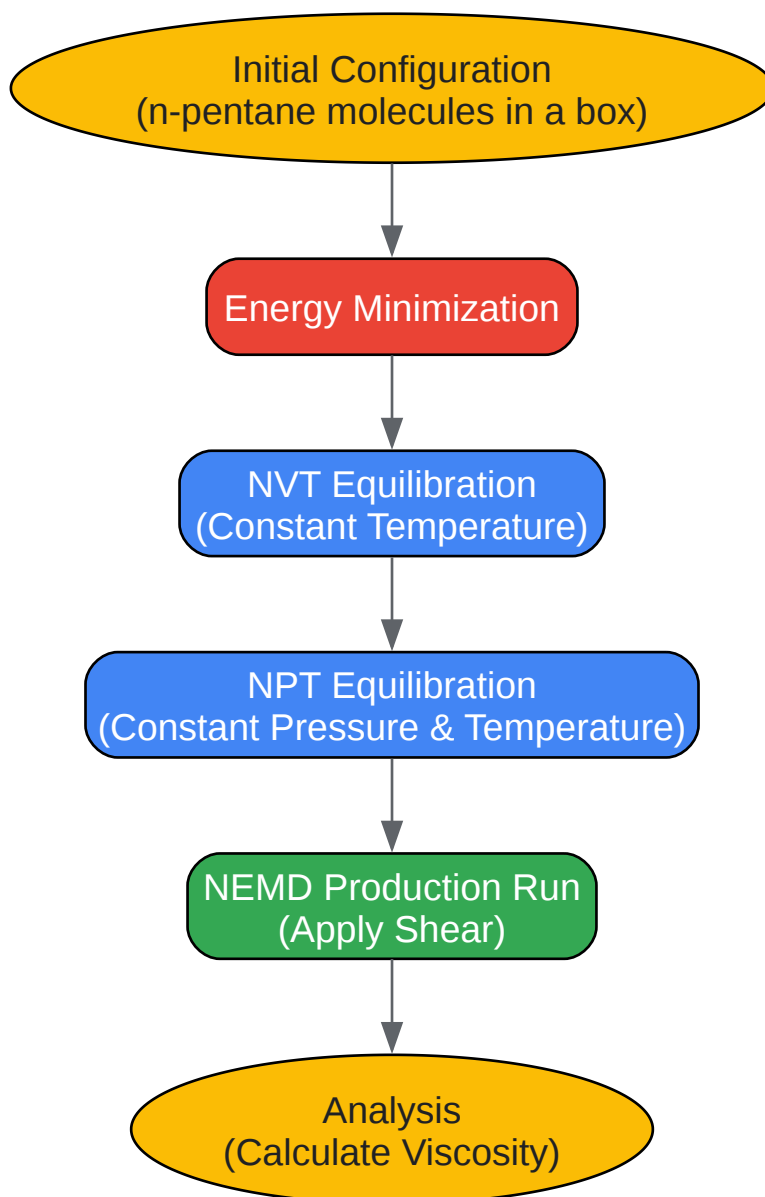 Initial Configuration
(n-pentane molecules in a box)
Energy Minimization
NVT Equilibration
(Constant Temperature)
NPT Equilibration
(Constant Pressure & Temperature)
NEMD Production Run
(Apply Shear)
Analysis
(Calculate Viscosity)